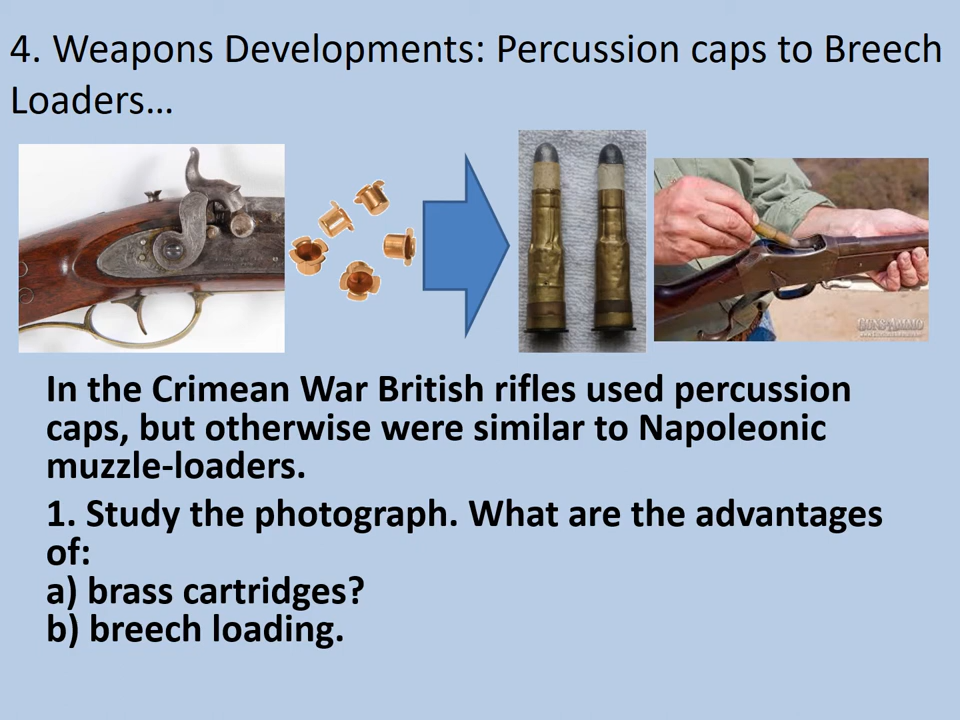 4. Weapons Developments: Percussion caps to Breech
Loaders…
GUNS&AMMO
In the Crimean War British rifles used percussion
caps, but otherwise were similar to Napoleonic
muzzle-loaders.
1. Study the photograph. What are the advantages
of:
a) brass cartridges?
b) breech loading.